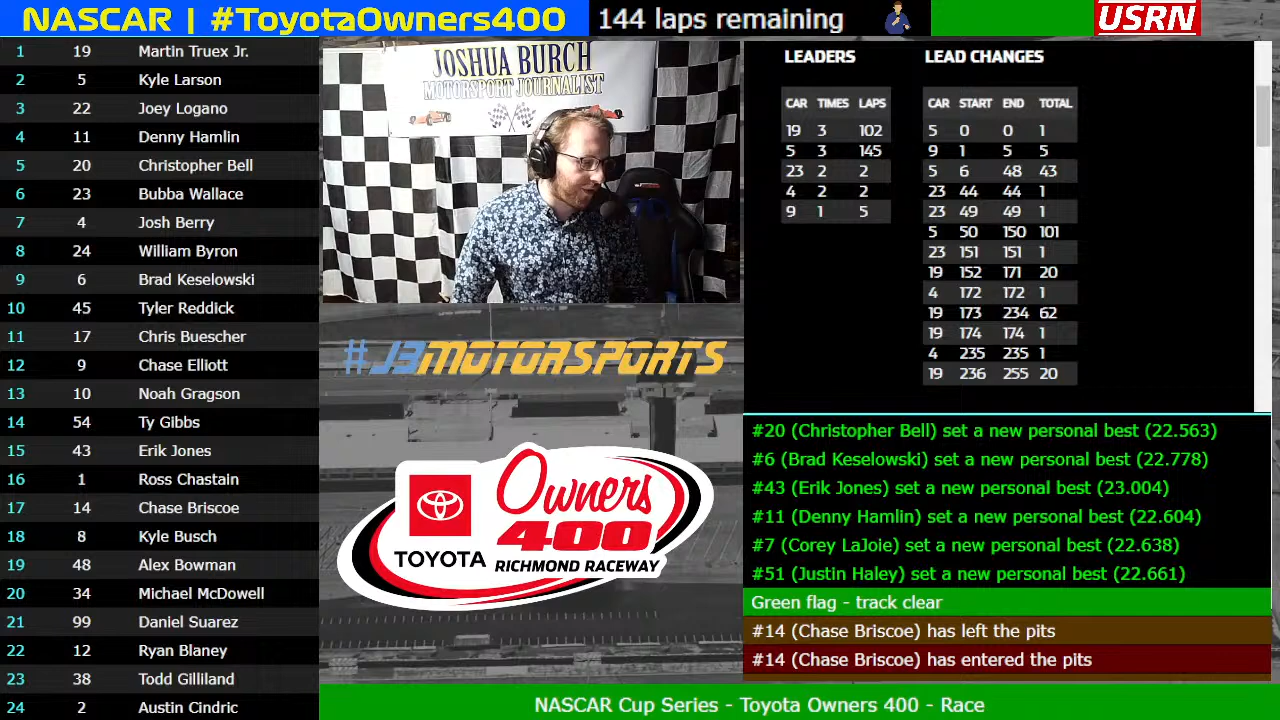 NASCAR | #ToyotaOwners400
144 laps remaining
USRN
1 19 Martin Truex Jr.
2 5 Kyle Larson
3 22 Joey Logano
4 11 Denny Hamlin
5 20 Christopher Bell
6 23 Bubba Wallace
7 4 Josh Berry
8 24 William Byron
9 6 Brad Keselowski
10 45 Tyler Reddick
11 17 Chris Buescher
12 9 Chase Elliott
13 10 Noah Gragson
14 54 Ty Gibbs
15 43 Erik Jones
16 1 Ross Chastain
17 14 Chase Briscoe
18 8 Kyle Busch
19 48 Alex Bowman
20 34 Michael McDowell
21 99 Daniel Suarez
22 12 Ryan Blaney
23 38 Todd Gilliland
24 2 Austin Cindric
JOSHUA BURCH
MOTORSPORT JOURNALIST
#JBMOTORSPORTS
Owners
400
TOYOTA
RICHMOND RACEWAY
LEADERS
CAR TIMES LAPS
19 3 102
5 3 145
23 2 2
4 2 2
9 1 5
LEAD CHANGES
CAR START END TOTAL
5 0 0 1
9 1 5 5
5 6 48 43
23 44 44 1
23 49 49 1
5 50 150 101
23 151 151 1
19 152 171 20
4 172 172 1
19 173 234 62
19 174 174 1
4 235 235 1
19 236 255 20
#20 (Christopher Bell) set a new personal best (22.563)
#6 (Brad Keselowski) set a new personal best (22.778)
#43 (Erik Jones) set a new personal best (23.004)
#11 (Denny Hamlin) set a new personal best (22.604)
#7 (Corey LaJoie) set a new personal best (22.638)
#51 (Justin Haley) set a new personal best (22.661)
Green flag - track clear
#14 (Chase Briscoe) has left the pits
#14 (Chase Briscoe) has entered the pits
NASCAR Cup Series - Toyota Owners 400 - Race